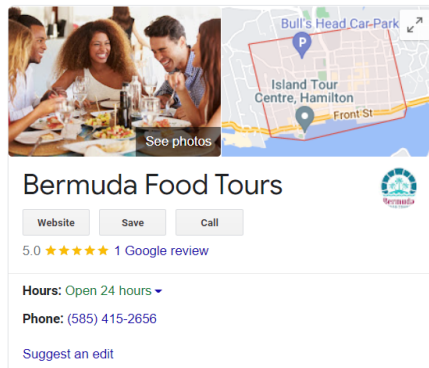 Bull's Head Car Park
P
Island Tour
Centre, Hamilton
Front St
See photos
Bermuda Food Tours
Bermuda
Website Save Call
5.0 1 Google review
Hours: Open 24 hours
Phone: (585) 415-2656
Suggest an edit